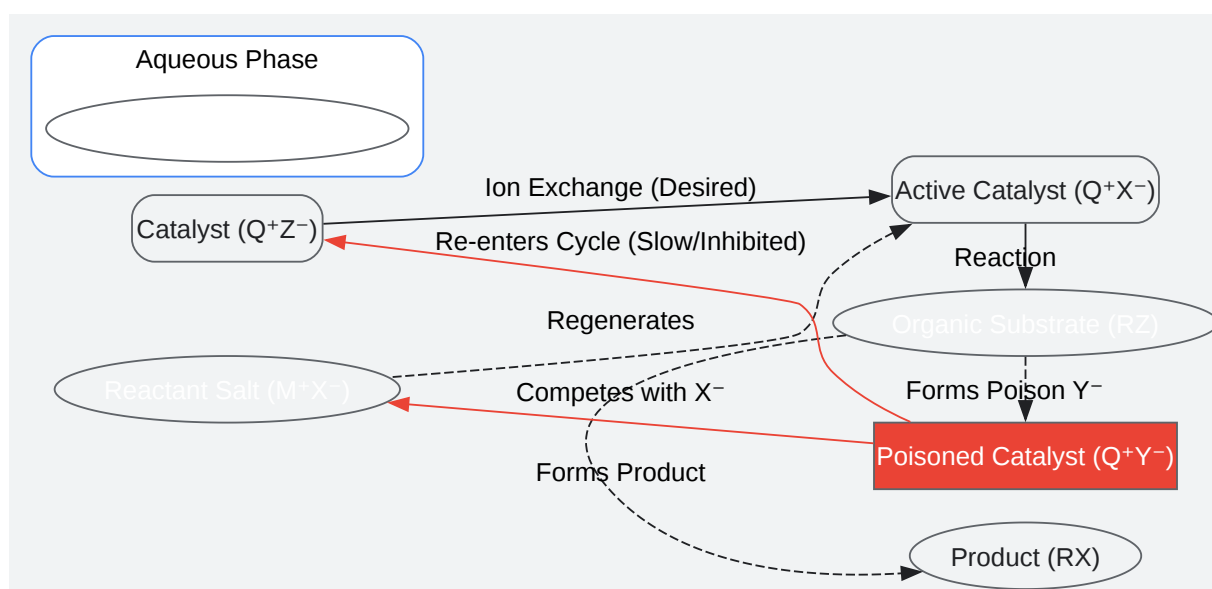 Aqueous Phase
Ion Exchange (Desired)
Active Catalyst (Q⁺X⁻)
Catalyst (Q⁺Z⁻)
Re-enters Cycle (Slow/Inhibited)
Reaction
Regenerates
Organic Substrate (RZ)
Reactant Salt (M⁺X⁻)
Competes with X⁻
Forms Poison Y⁻
Poisoned Catalyst (Q⁺Y⁻)
Forms Product
Product (RX)